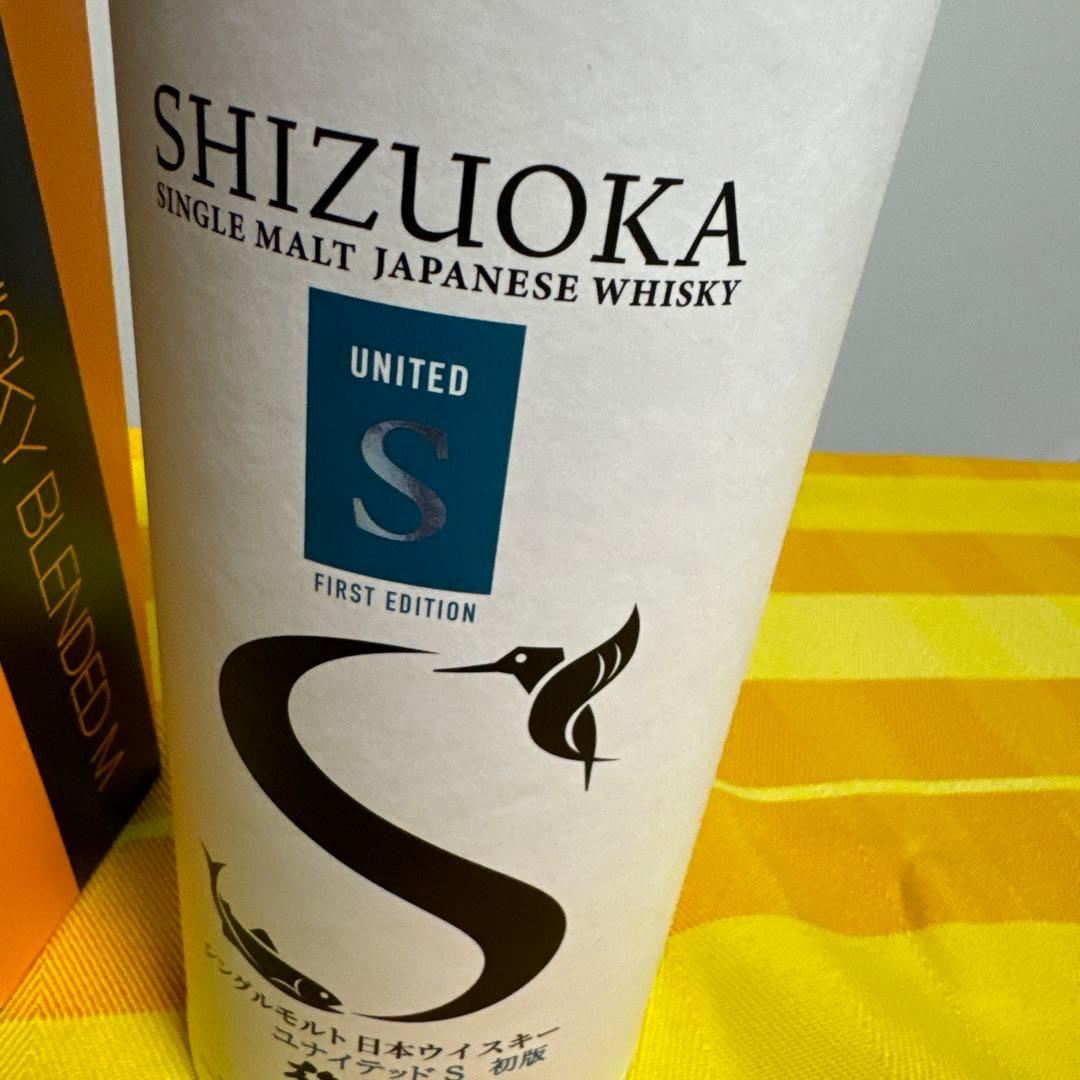 SHIZUOKA
SINGLE MALT JAPANESE WHISKY
UNITED
S
FIRST EDITION
S
シングルモルト 日本ウイスキー
ユナイテッド S 初版
BLENDED M